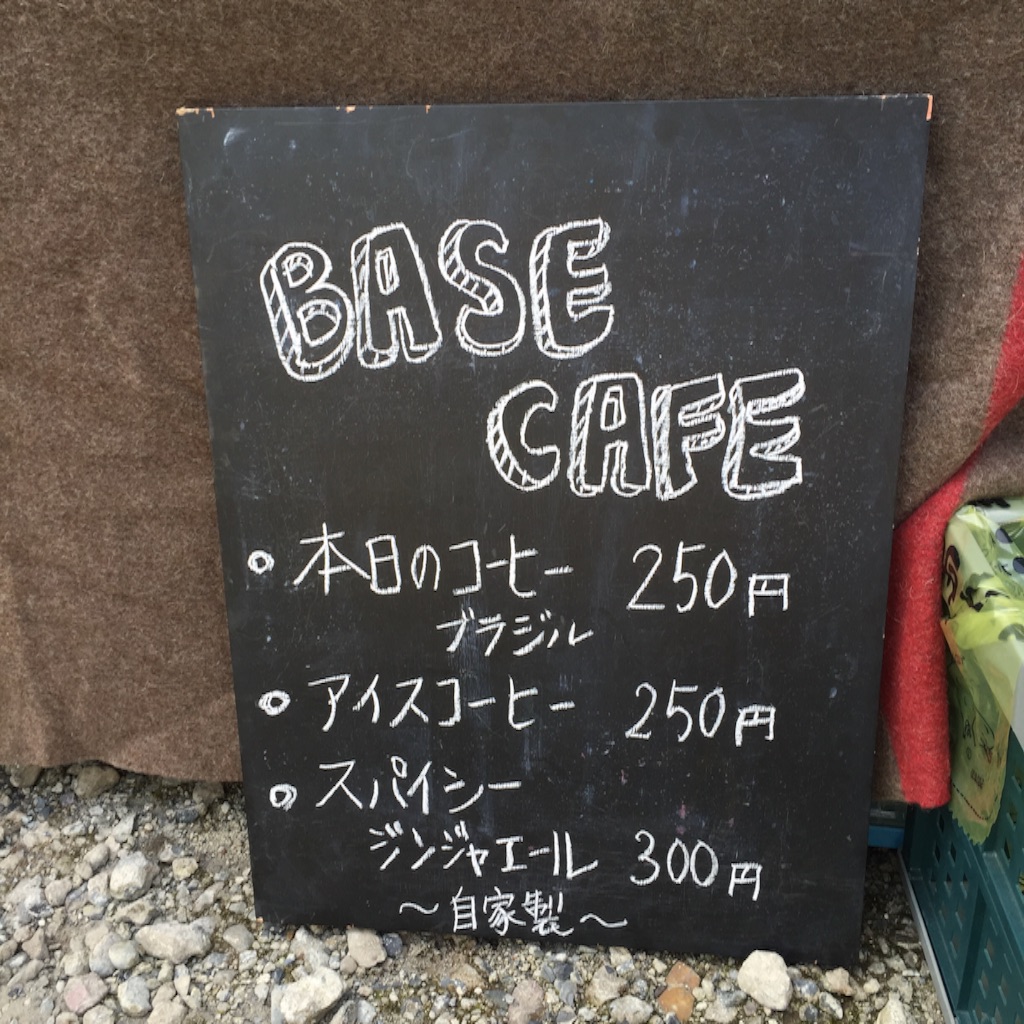 BASE
CAFE
本日のコーヒー 250円
ブラジル
アイスコーヒー 250円
スパイシー
ジンジャエール 300円
〜自家製〜